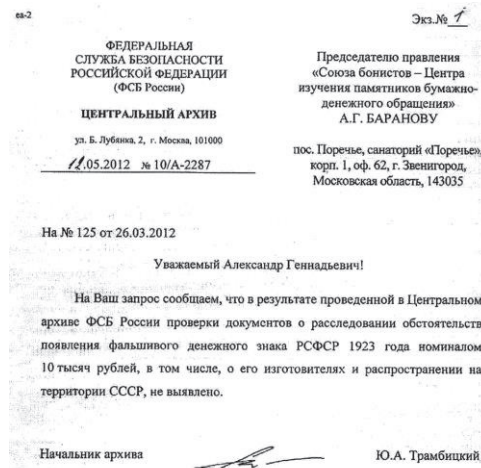 ев-2
Экз.№ 1
ФЕДЕРАЛЬНАЯ
СЛУЖБА БЕЗОПАСНОСТИ
РОССИЙСКОЙ ФЕДЕРАЦИИ
(ФСБ России)
ЦЕНТРАЛЬНЫЙ АРХИВ
ул. Б. Лубянка, 2, г. Москва, 101000
11.05.2012 № 10/А-2287
Председателю правления
«Союза бонистов – Центра
изучения памятников бумажно-
денежного обращения»
А.Г. БАРАНОВУ
пос. Поречье, санаторий «Поречье»,
корп. 1, оф. 62, г. Звенигород,
Московская область, 143035
На № 125 от 26.03.2012
Уважаемый Александр Геннадьевич!
На Ваш запрос сообщаем, что в результате проведенной в Центральном
архиве ФСБ России проверки документов о расследовании обстоятельств
появления фальшивого денежного знака РСФСР 1923 года номиналом
10 тысяч рублей, в том числе, о его изготовителях и распространении на
территории СССР, не выявлено.
Начальник архива
Ю.А. Трамбицкий